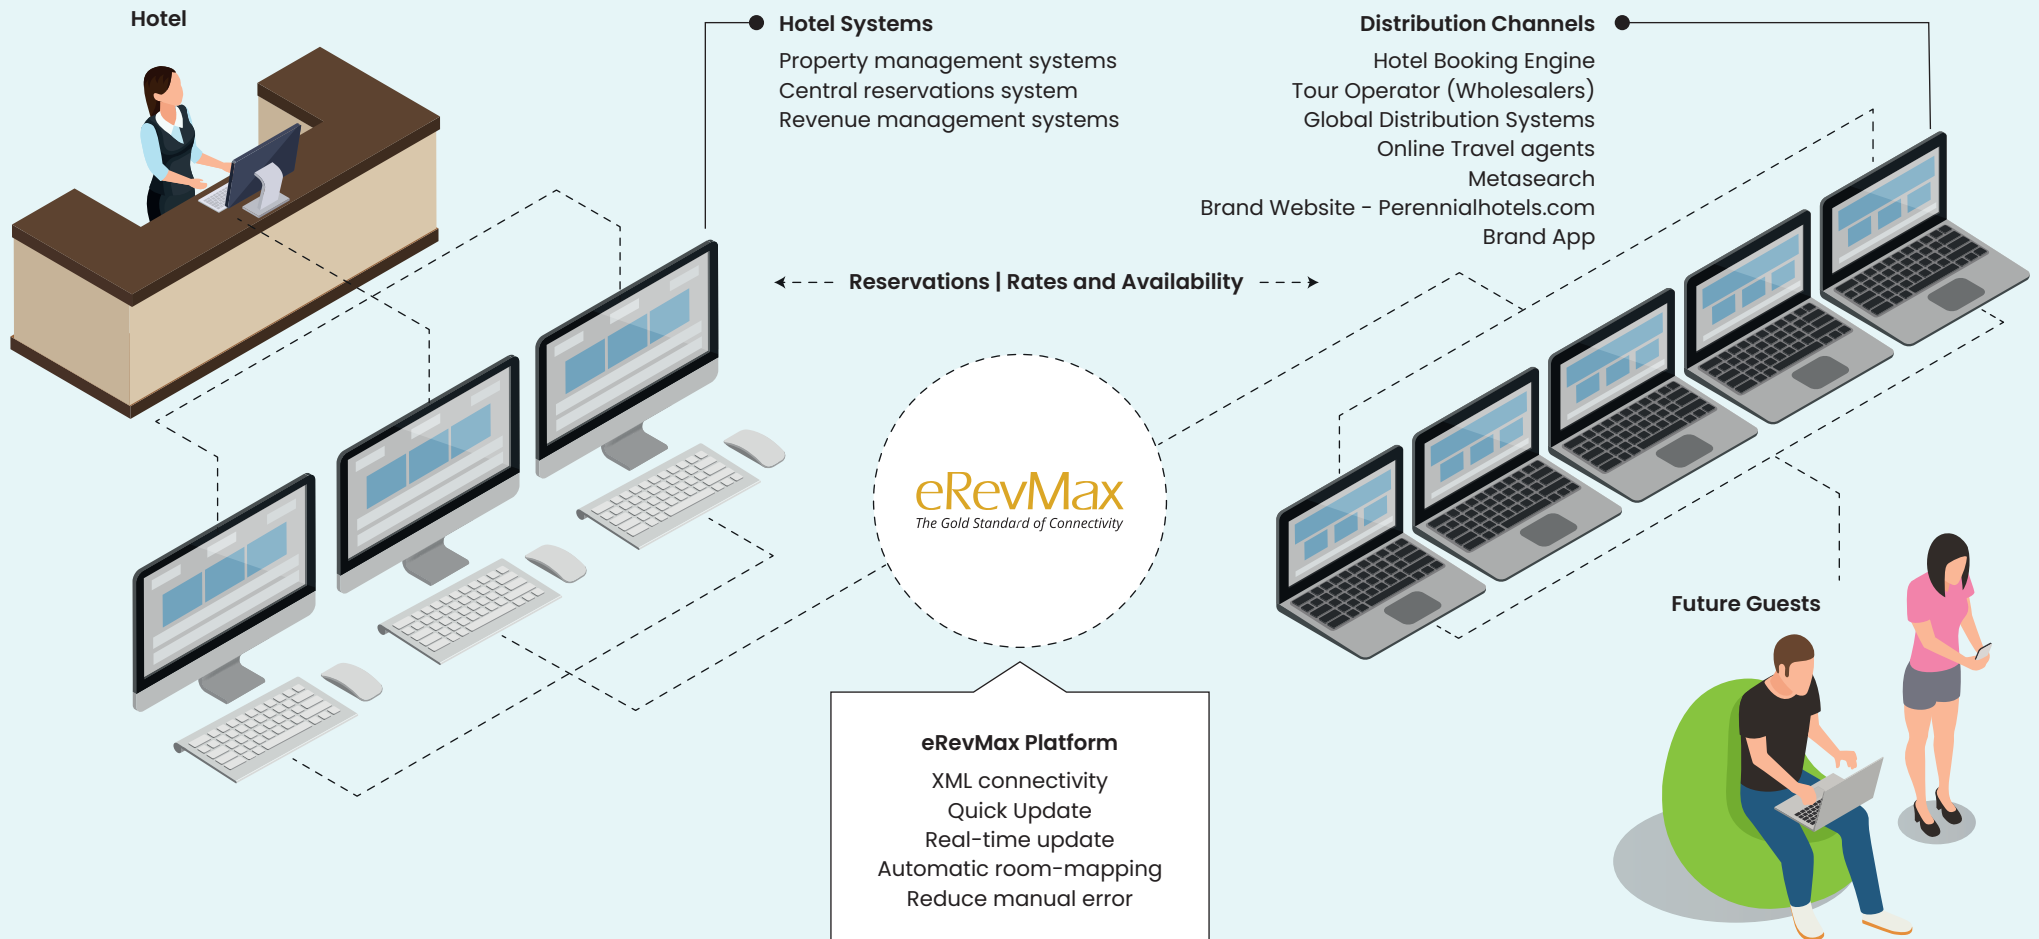 Hotel
Hotel Systems
Property management systems
Central reservations system
Revenue management systems
Distribution Channels
Hotel Booking Engine
Tour Operator (Wholesalers)
Global Distribution Systems
Online Travel agents
Metasearch
Brand Website - Perennialhotels.com
Brand App
Reservations | Rates and Availability
eRevMax
The Gold Standard of Connectivity
Future Guests
eRevMax Platform
XML connectivity
Quick Update
Real-time update
Automatic room-mapping
Reduce manual error